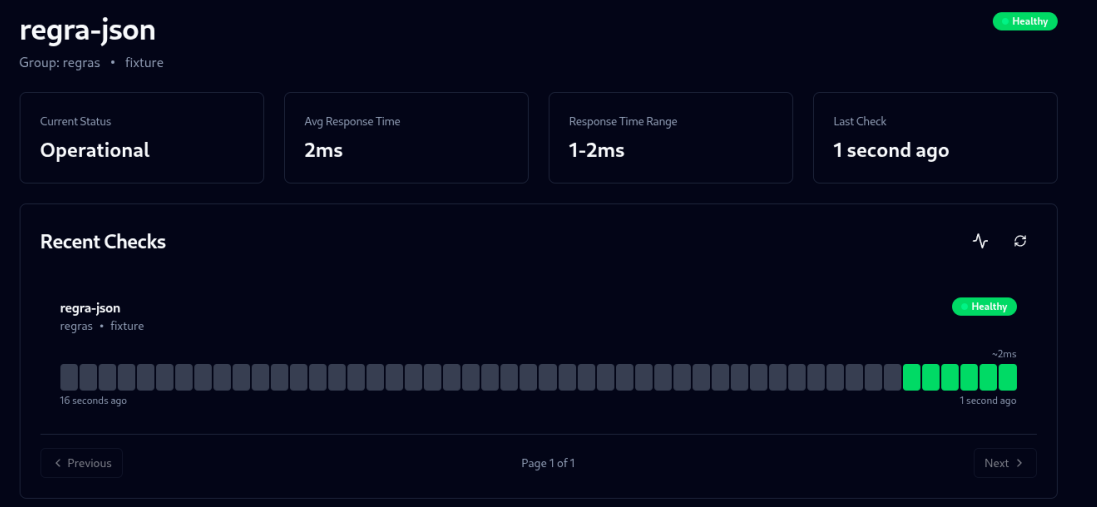 regra-json
Healthy
Group: regras • fixture
Current Status
Operational
Avg Response Time
2ms
Response Time Range
1-2ms
Last Check
1 second ago
Recent Checks
regra-json
Healthy
regras • fixture
~2ms
16 seconds ago
1 second ago
Previous
Page 1 of 1
Next